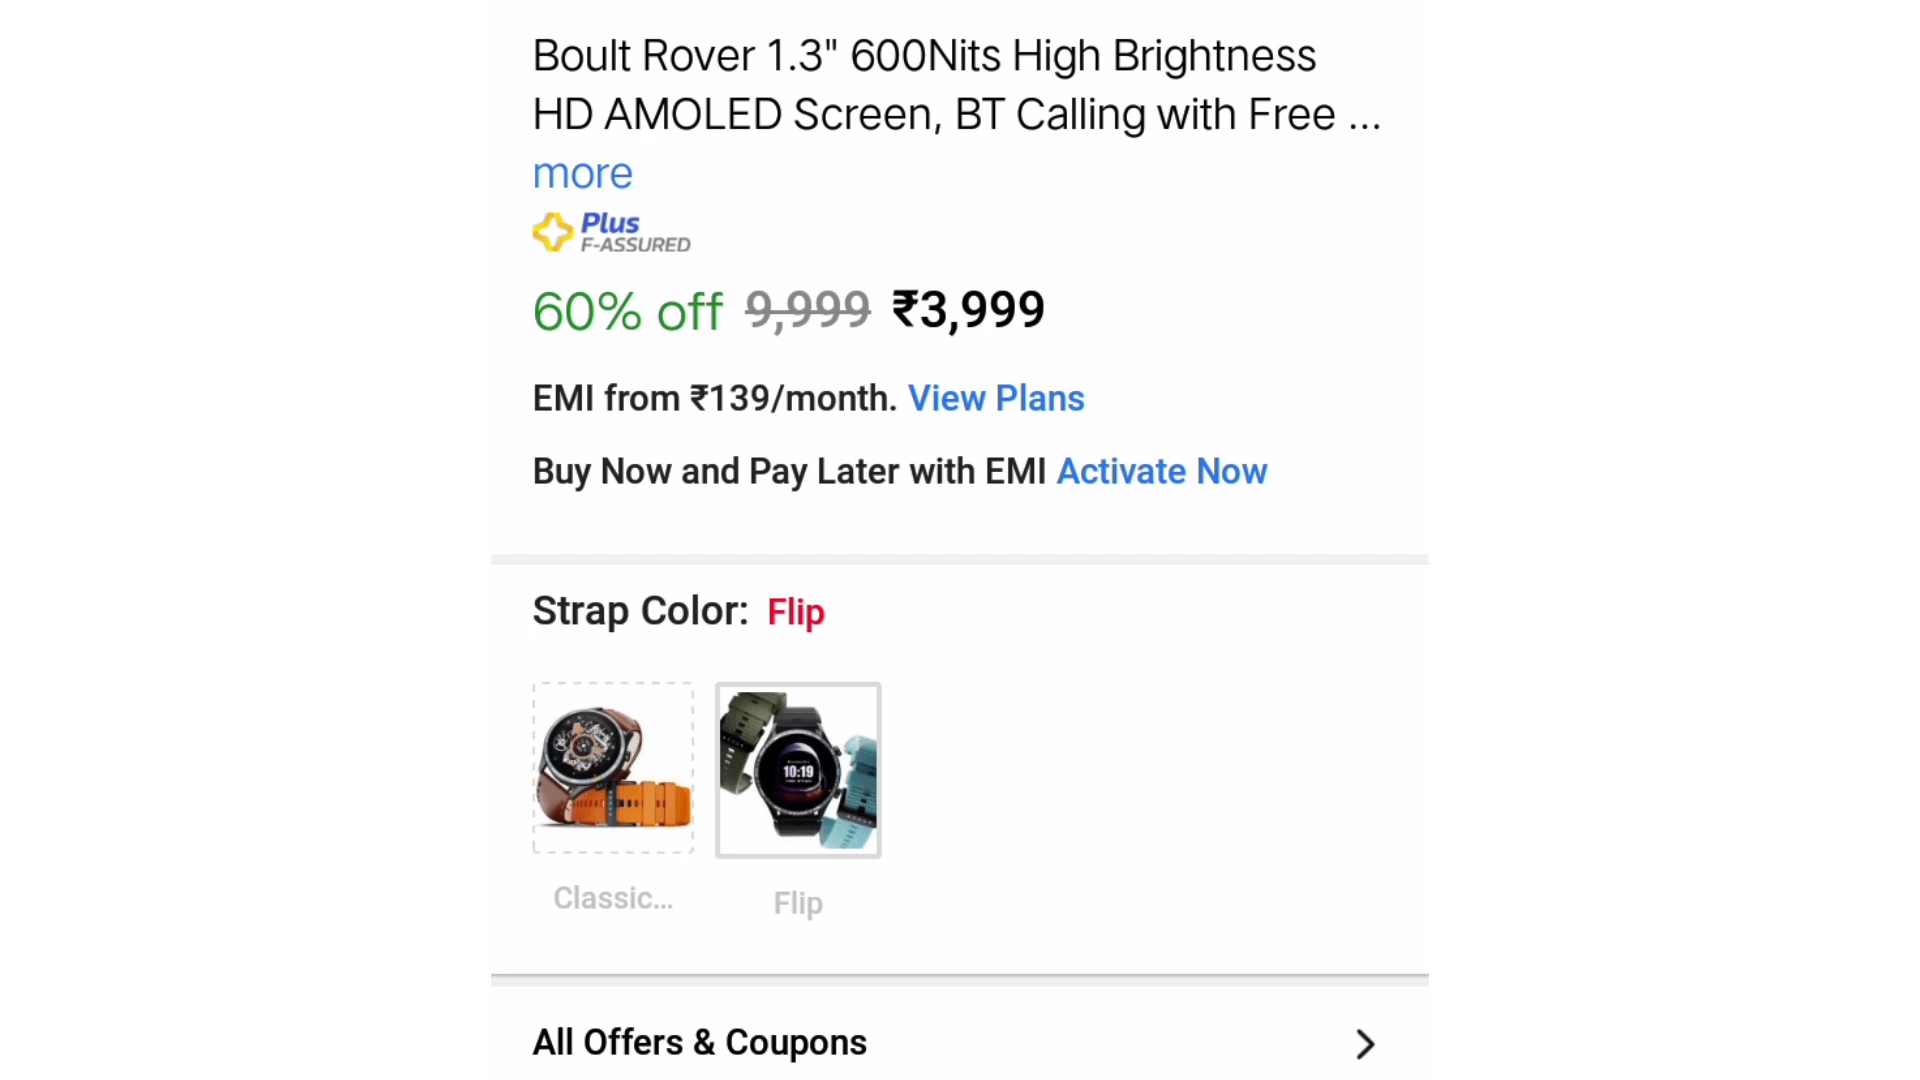 Boult Rover 1.3" 600Nits High Brightness
HD AMOLED Screen, BT Calling with Free ...
more
Plus
F-ASSURED
60% off 9,999 ₹3,999
EMI from ₹139/month. View Plans
Buy Now and Pay Later with EMI Activate Now
Strap Color: Flip
10:19
Classic...
Flip
All Offers & Coupons